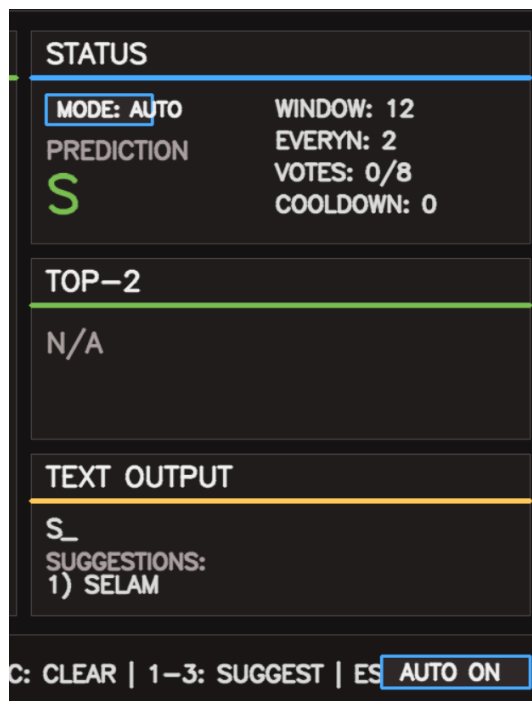 STATUS
MODE: AUTO
PREDICTION
S
WINDOW: 12
EVERYN: 2
VOTES: 0/8
COOLDOWN: 0
TOP-2
N/A
TEXT OUTPUT
S_
SUGGESTIONS:
1) SELAM
C: CLEAR | 1-3: SUGGEST | ES AUTO ON